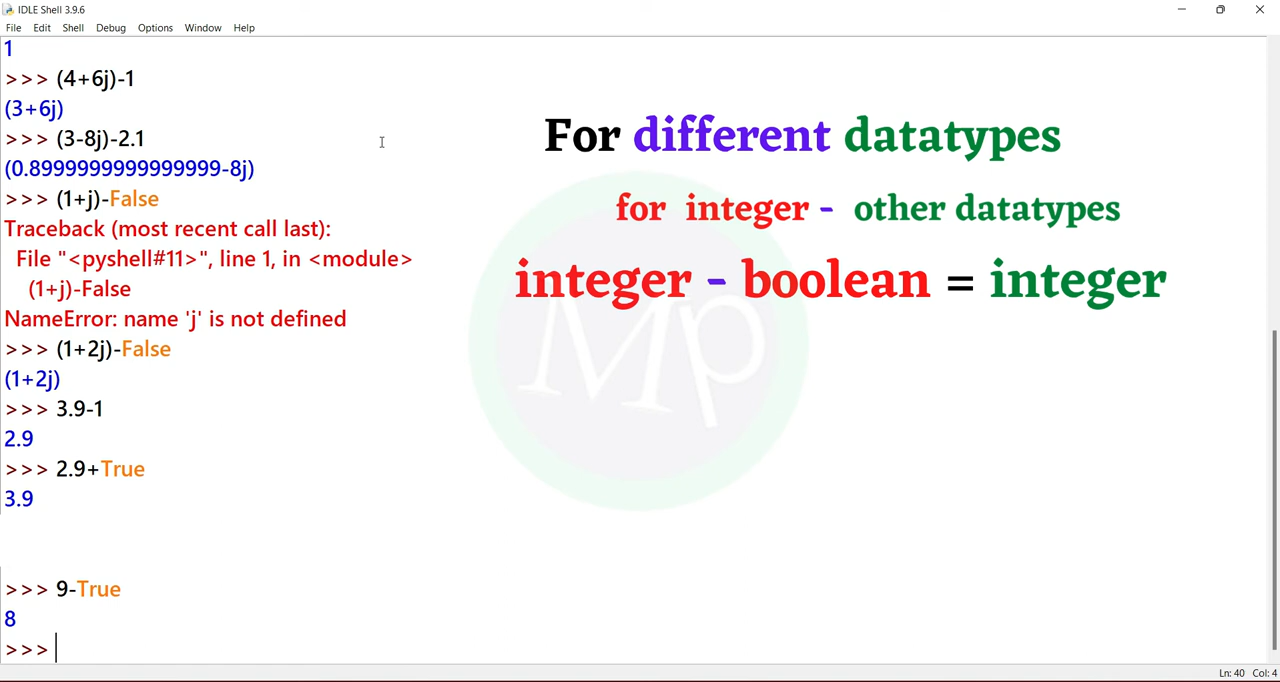 IDLE Shell 3.9.6
File Edit Shell Debug Options Window Help
1
>>> (4+6j)-1
(3+6j)
>>> (3-8j)-2.1
(0.8999999999999999-8j)
>>> (1+j)-False
Traceback (most recent call last):
File "<pyshell#11>", line 1, in <module>
(1+j)-False
NameError: name 'j' is not defined
>>> (1+2j)-False
(1+2j)
>>> 3.9-1
2.9
>>> 2.9+True
3.9
>>> 9-True
8
>>>
For different datatypes
for integer - other datatypes
integer - boolean = integer
Mp
Ln: 40 Col: 4